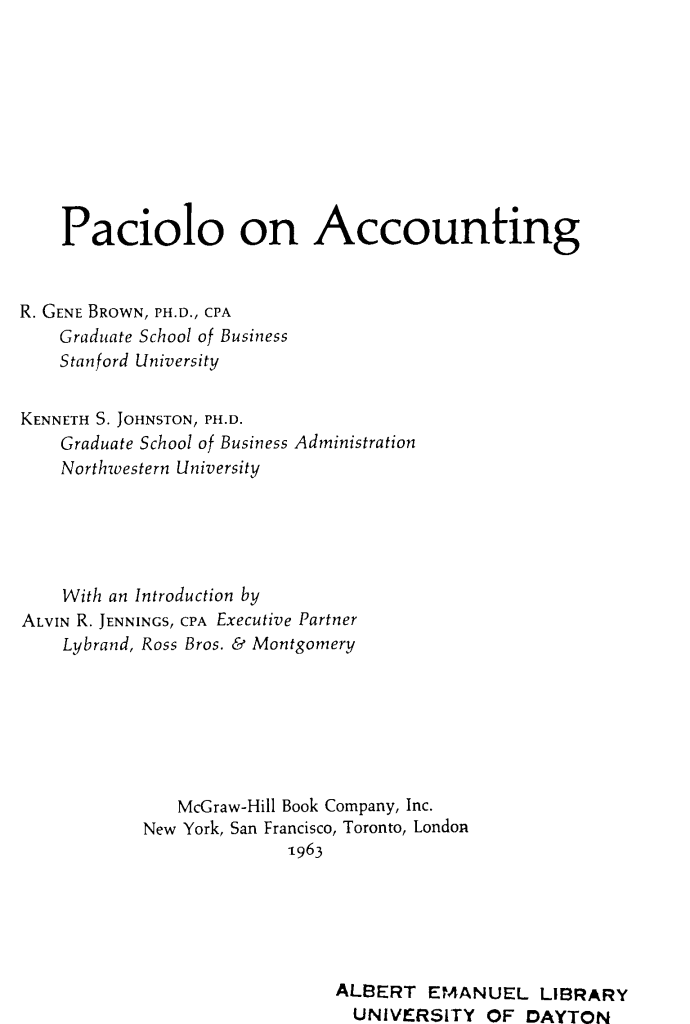 Paciolo on Accounting
R. GENE BROWN, PH.D., CPA
Graduate School of Business
Stanford University
KENNETH S. JOHNSTON, PH.D.
Graduate School of Business Administration
Northwestern University
With an Introduction by
ALVIN R. JENNINGS, CPA Executive Partner
Lybrand, Ross Bros. & Montgomery
McGraw-Hill Book Company, Inc.
New York, San Francisco, Toronto, London
1963
ALBERT EMANUEL LIBRARY
UNIVERSITY OF DAYTON